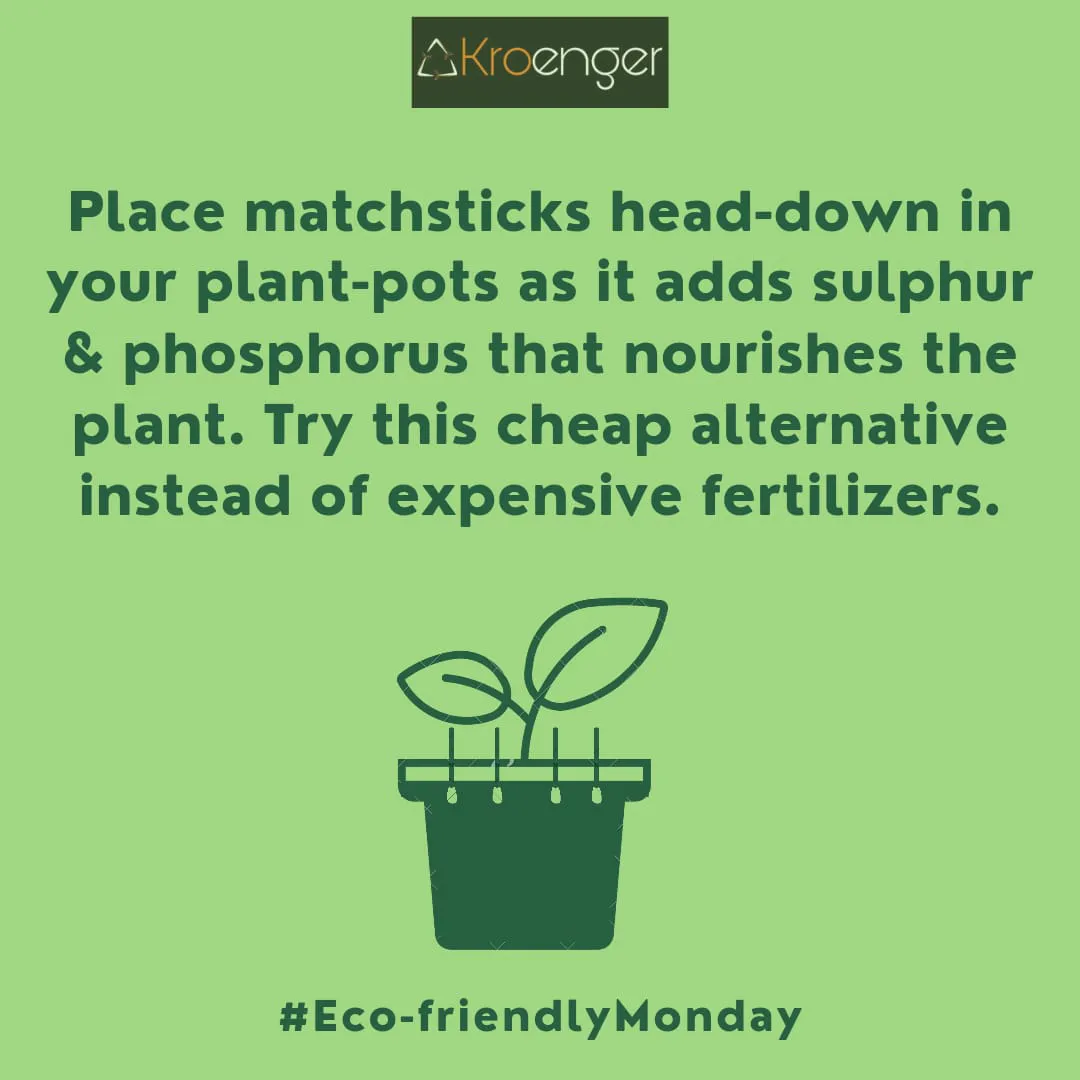 Kroenger
Place matchsticks head-down in
your plant-pots as it adds sulphur
& phosphorus that nourishes the
plant. Try this cheap alternative
instead of expensive fertilizers.
#Eco-friendlyMonday